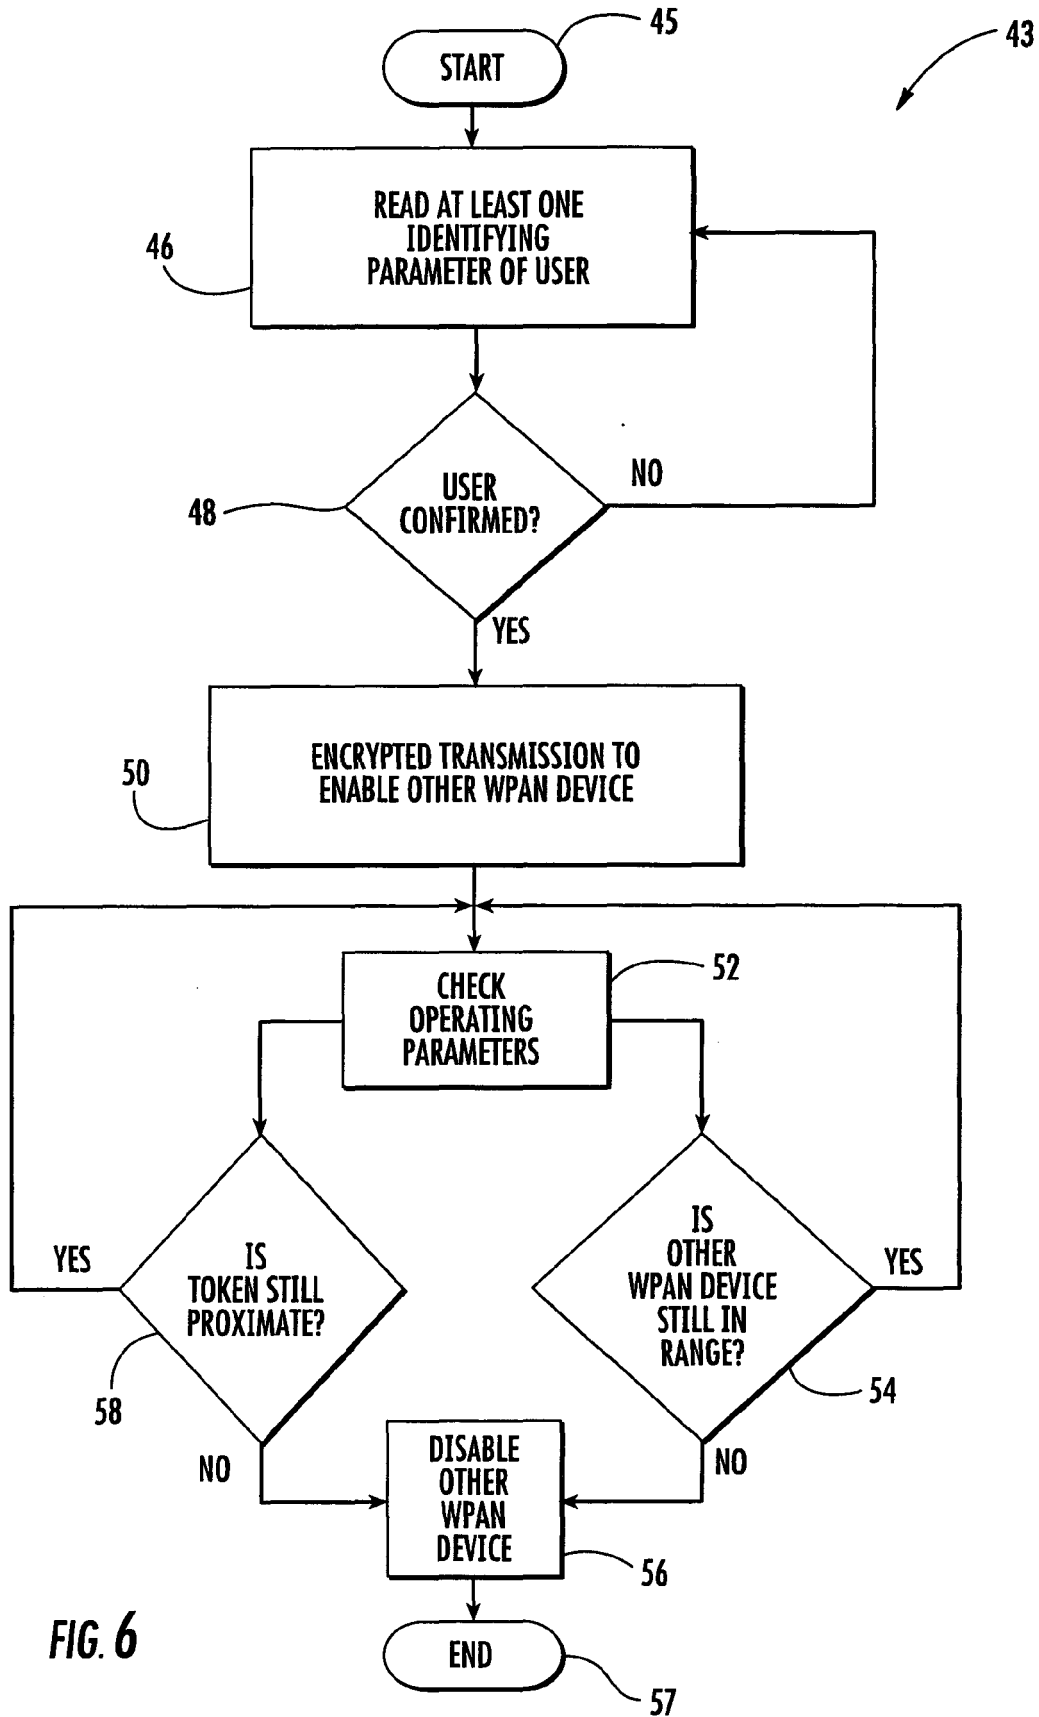 45
43
START
READ AT LEAST ONE
IDENTIFYING
PARAMETER OF USER
46
NO
USER
CONFIRMED?
48
YES
ENCRYPTED TRANSMISSION TO
ENABLE OTHER WPAN DEVICE
50
CHECK
OPERATING
PARAMETERS
52
YES
IS
TOKEN STILL
PROXIMATE?
58
NO
IS
OTHER
WPAN DEVICE
STILL IN
RANGE?
YES
54
NO
DISABLE
OTHER
WPAN
DEVICE
56
END
57
FIG. 6